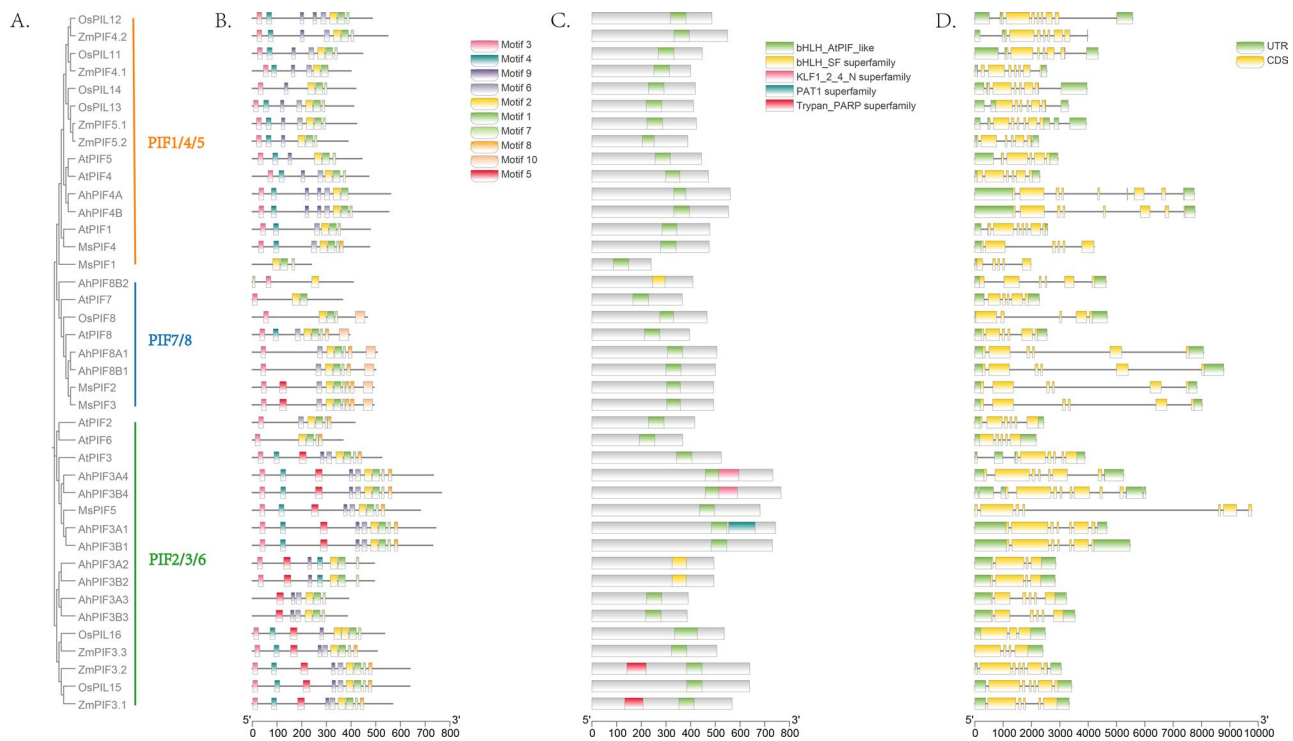 A.
B.
C.
D.
OsPIL12
ZmPIF4.2
OsPIL11
ZmPIF4.1
OsPIL14
OsPIL13
ZmPIF5.1
ZmPIF5.2
AtPIF5
AtPIF4
AhPIF4A
AhPIF4B
AtPIF1
MsPIF4
MsPIF1
AhPIF8B2
AtPIF7
OsPIF8
AtPIF8
AhPIF8A1
AhPIF8B1
MsPIF2
MsPIF3
AtPIF2
AtPIF6
AtPIF3
AhPIF3A4
AhPIF3B4
MsPIF5
AhPIF3A1
AhPIF3B1
AhPIF3A2
AhPIF3B2
AhPIF3A3
AhPIF3B3
OsPIL16
ZmPIF3.3
ZmPIF3.2
OsPIL15
ZmPIF3.1
PIF1/4/5
PIF7/8
PIF2/3/6
Motif 3
Motif 4
Motif 9
Motif 6
Motif 2
Motif 1
Motif 7
Motif 8
Motif 10
Motif 5
5' 3'
0 100 200 300 400 500 600 700 800
bHLH_AtPIF_like
bHLH_SF superfamily
KLF1_2_4_N superfamily
PAT1 superfamily
Trypan_PARP superfamily
5' 3'
0 100 200 300 400 500 600 700 800
UTR
CDS
5' 3'
0 1000 2000 3000 4000 5000 6000 7000 8000 9000 10000